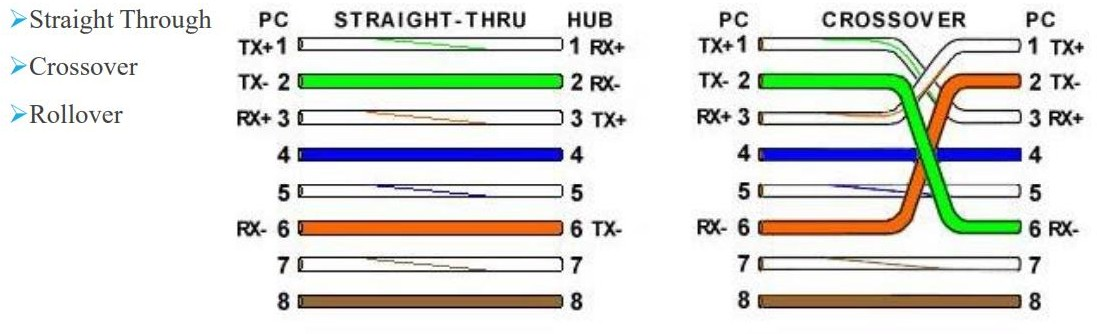 Straight Through
Crossover
Rollover
PC STRAIGHT-THRU HUB
TX+ 1 1 RX+
TX- 2 2 RX-
RX+ 3 3 TX+
4 4
5 5
RX- 6 6 TX-
7 7
8 8
PC CROSSOVER PC
TX+ 1 1 TX+
TX- 2 2 TX-
RX+ 3 3 RX+
4 4
5 5
RX- 6 6 RX-
7 7
8 8